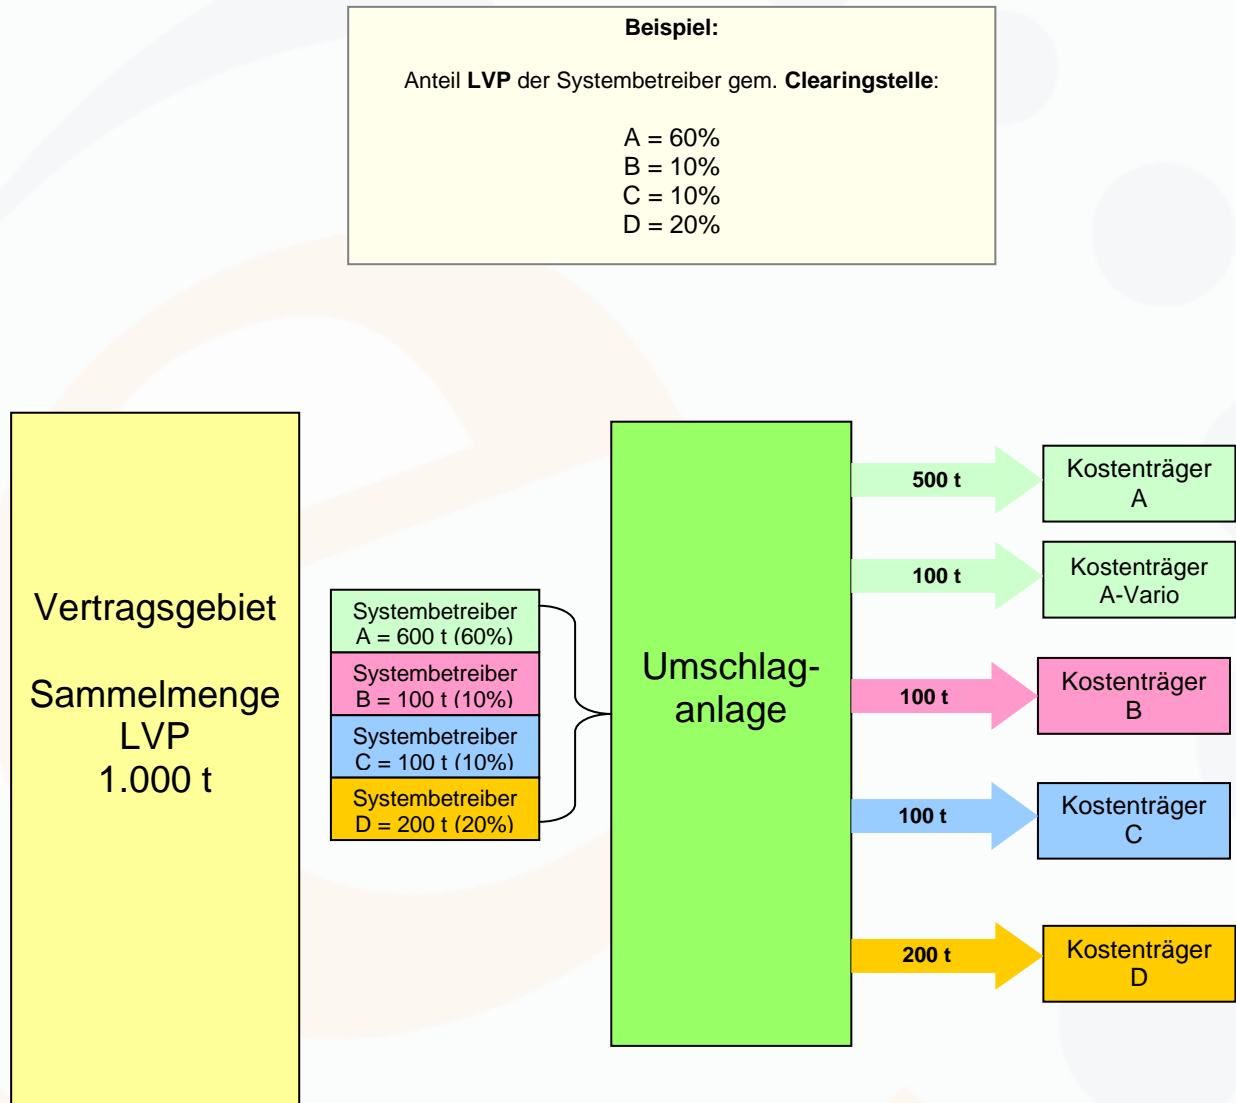 Beispiel:
Anteil LVP der Systembetreiber gem. Clearingstelle:
A = 60%
B = 10%
C = 10%
D = 20%
Vertragsgebiet
Sammelmenge
LVP
1.000 t
Systembetreiber
A = 600 t (60%)
Systembetreiber
B = 100 t (10%)
Systembetreiber
C = 100 t (10%)
Systembetreiber
D = 200 t (20%)
Umschlag-
anlage
500 t
Kostenträger
A
100 t
Kostenträger
A-Vario
100 t
Kostenträger
B
100 t
Kostenträger
C
200 t
Kostenträger
D